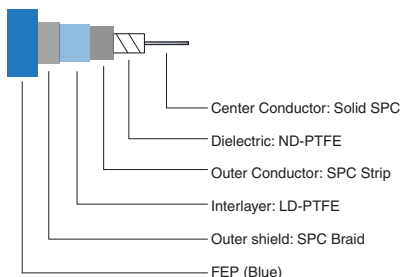 Center Conductor: Solid SPC
Dielectric: ND-PTFE
Outer Conductor: SPC Strip
Interlayer: LD-PTFE
Outer shield: SPC Braid
FEP (Blue)